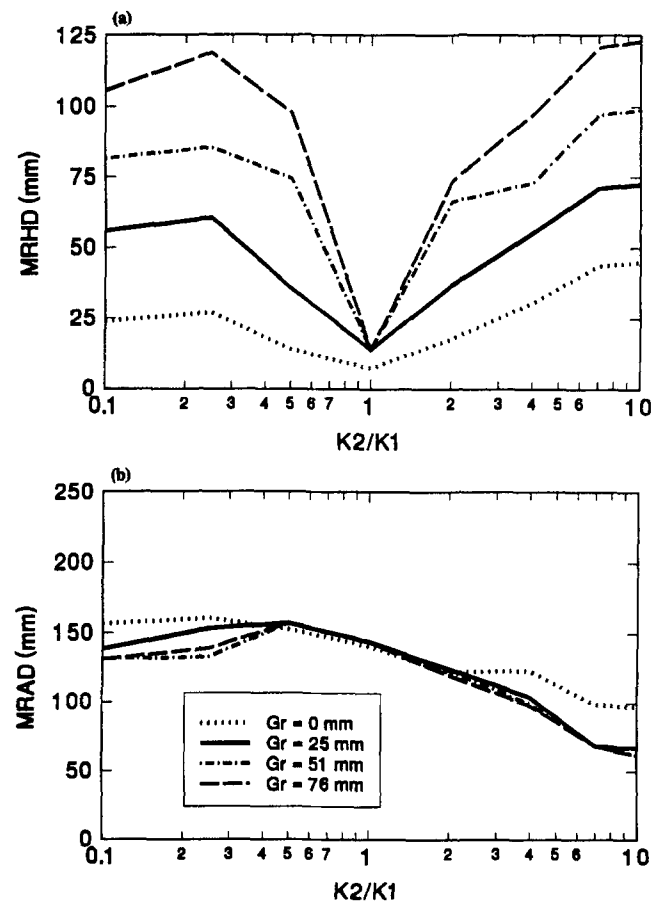 (a)
125
100
75
50
25
0
MRHD (mm)
0.1 2 3 4 5 6 7 1 2 3 4 5 6 10
K2/K1
(b)
250
200
150
100
50
0
MRAD (mm)
Gr = 0 mm
Gr = 25 mm
Gr = 51 mm
Gr = 76 mm
0.1 2 3 4 5 6 7 1 2 3 4 5 6 10
K2/K1